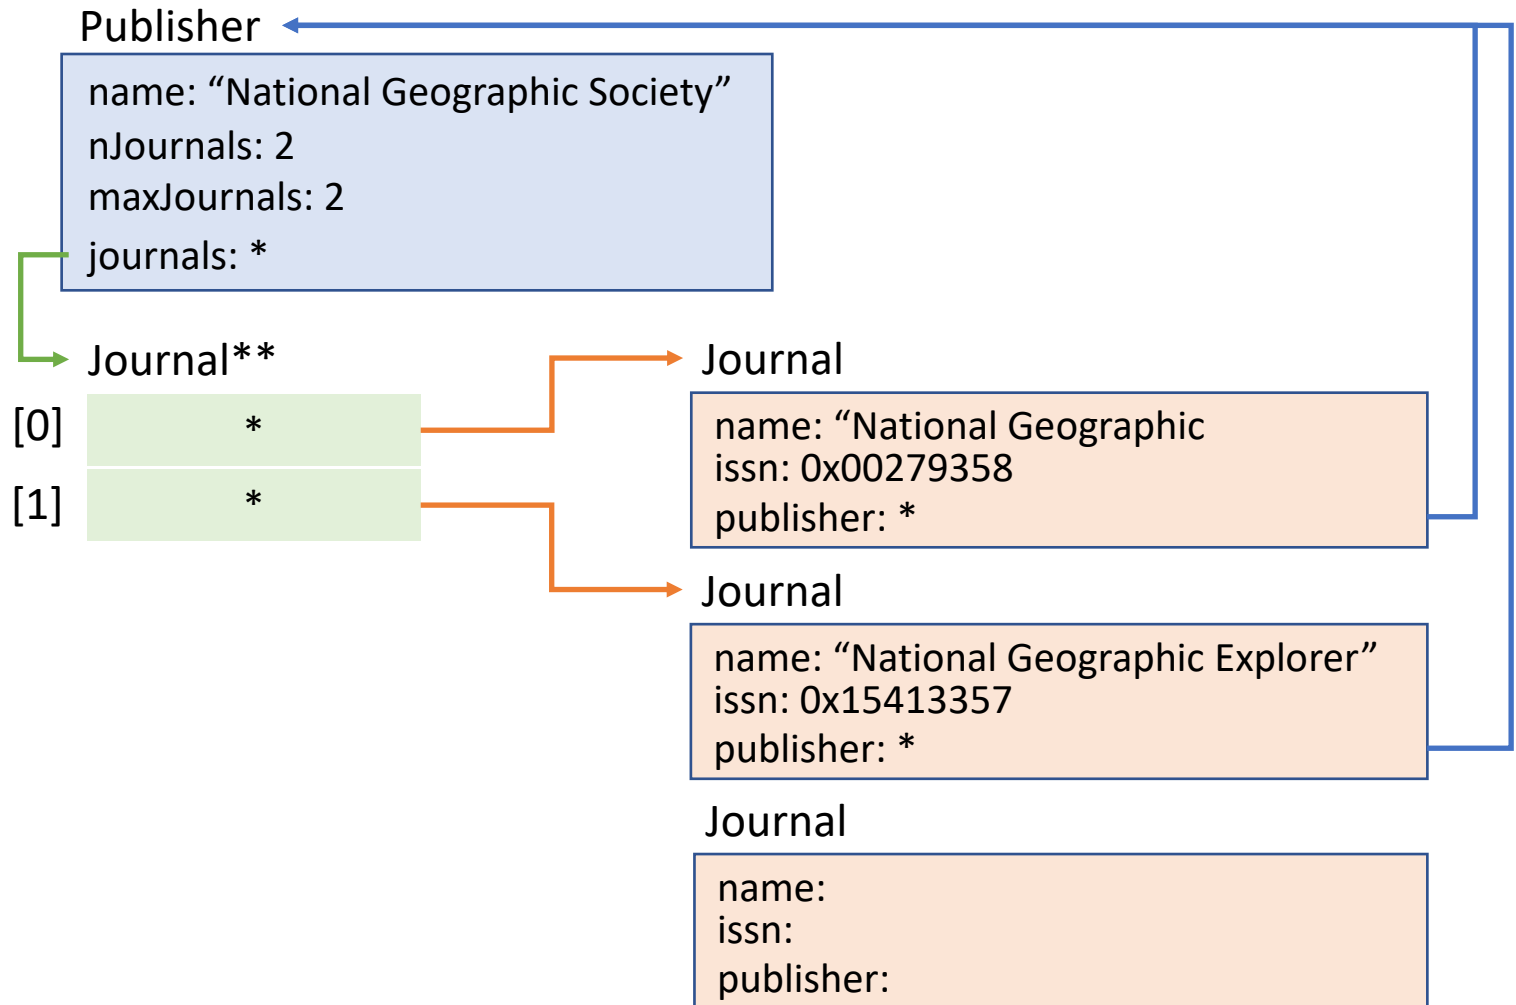 Publisher
name: “National Geographic Society”
nJournals: 2
maxJournals: 2
journals: *
Journal**
[0] *
[1] *
Journal
name: “National Geographic
issn: 0x00279358
publisher: *
Journal
name: “National Geographic Explorer”
issn: 0x15413357
publisher: *
Journal
name:
issn:
publisher: